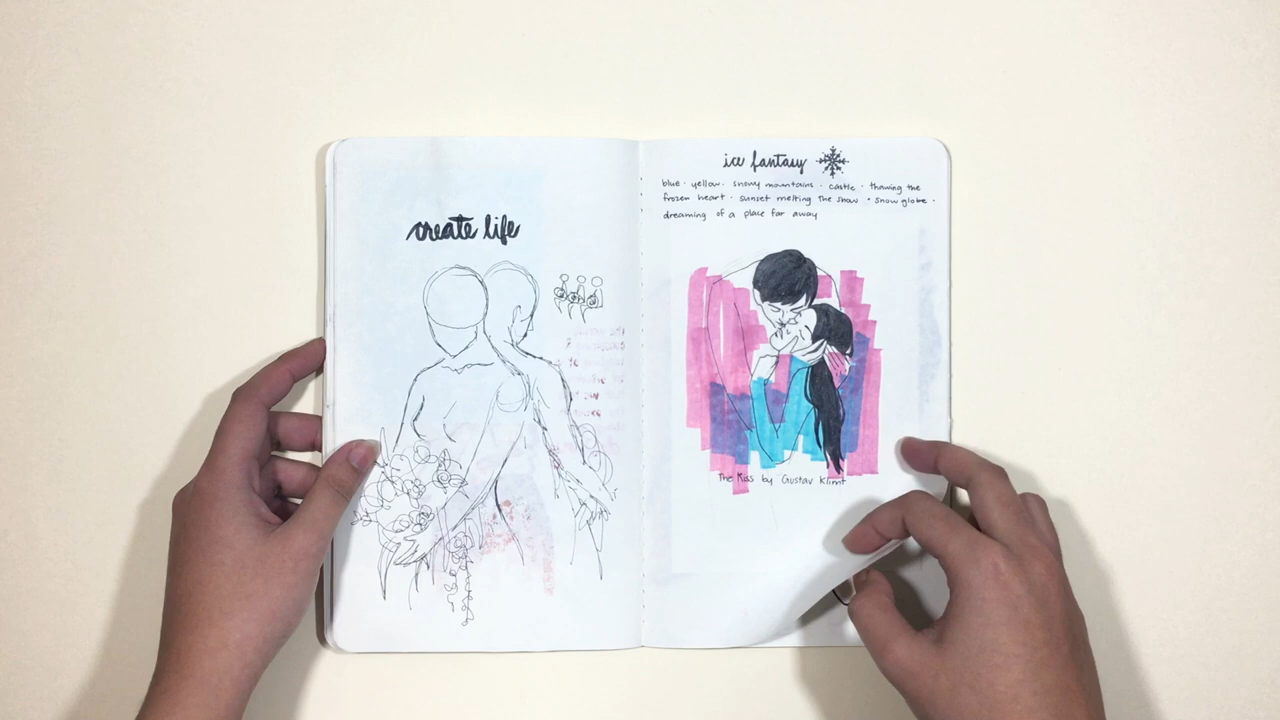 create life
ice fantasy
blue · yellow · snowy mountains · castle · thawing the
frozen heart · sunset melting the snow · snow globe ·
dreaming of a place far away
The Kiss by Gustav Klimt